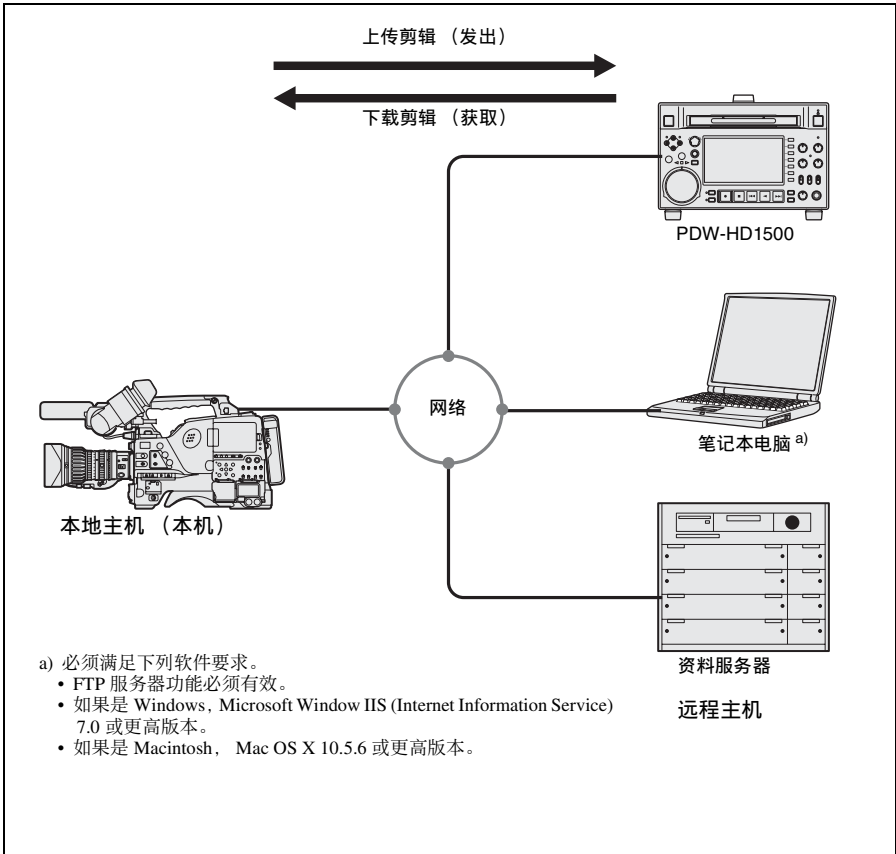 上传剪辑 （发出）
下载剪辑 （获取）
PDW-HD1500
网络
笔记本电脑 a)
本地主机 （本机）
资料服务器
远程主机
a) 必须满足下列软件要求。
• FTP 服务器功能必须有效。
• 如果是 Windows，Microsoft Window IIS (Internet Information Service)
7.0 或更高版本。
• 如果是 Macintosh， Mac OS X 10.5.6 或更高版本。